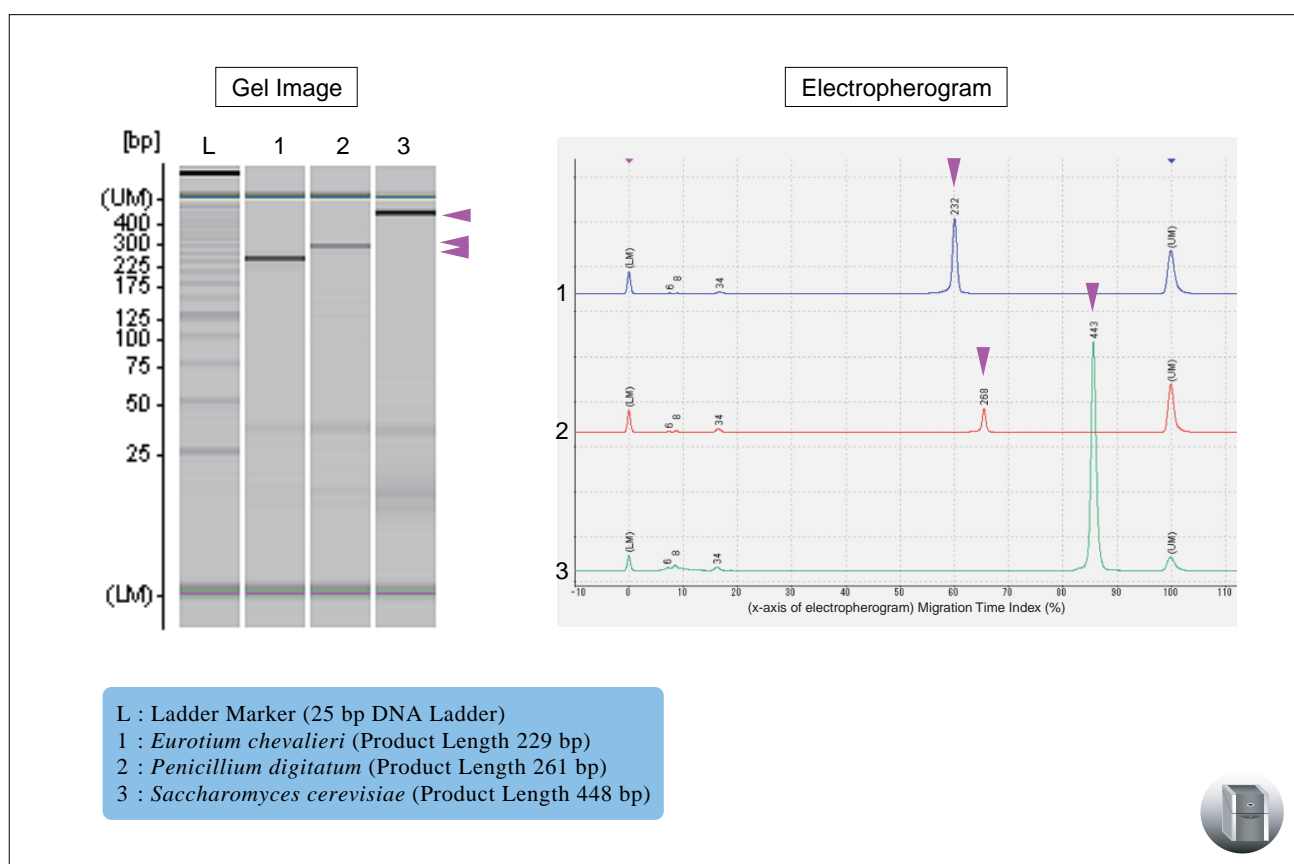 Gel Image
Electropherogram
[bp] L 1 2 3
(UM)
400
300
225
175
125
100
75
50
25
(LM)
1 (LM) 6 8 34 232 (UM)
2 (LM) 6 8 34 268 (UM)
3 (LM) 6 8 34 443 (UM)
-10 0 10 20 30 40 50 60 70 80 90 100 110
(x-axis of electropherogram) Migration Time Index (%)
L : Ladder Marker (25 bp DNA Ladder)
1 : Eurotium chevalieri (Product Length 229 bp)
2 : Penicillium digitatum (Product Length 261 bp)
3 : Saccharomyces cerevisiae (Product Length 448 bp)